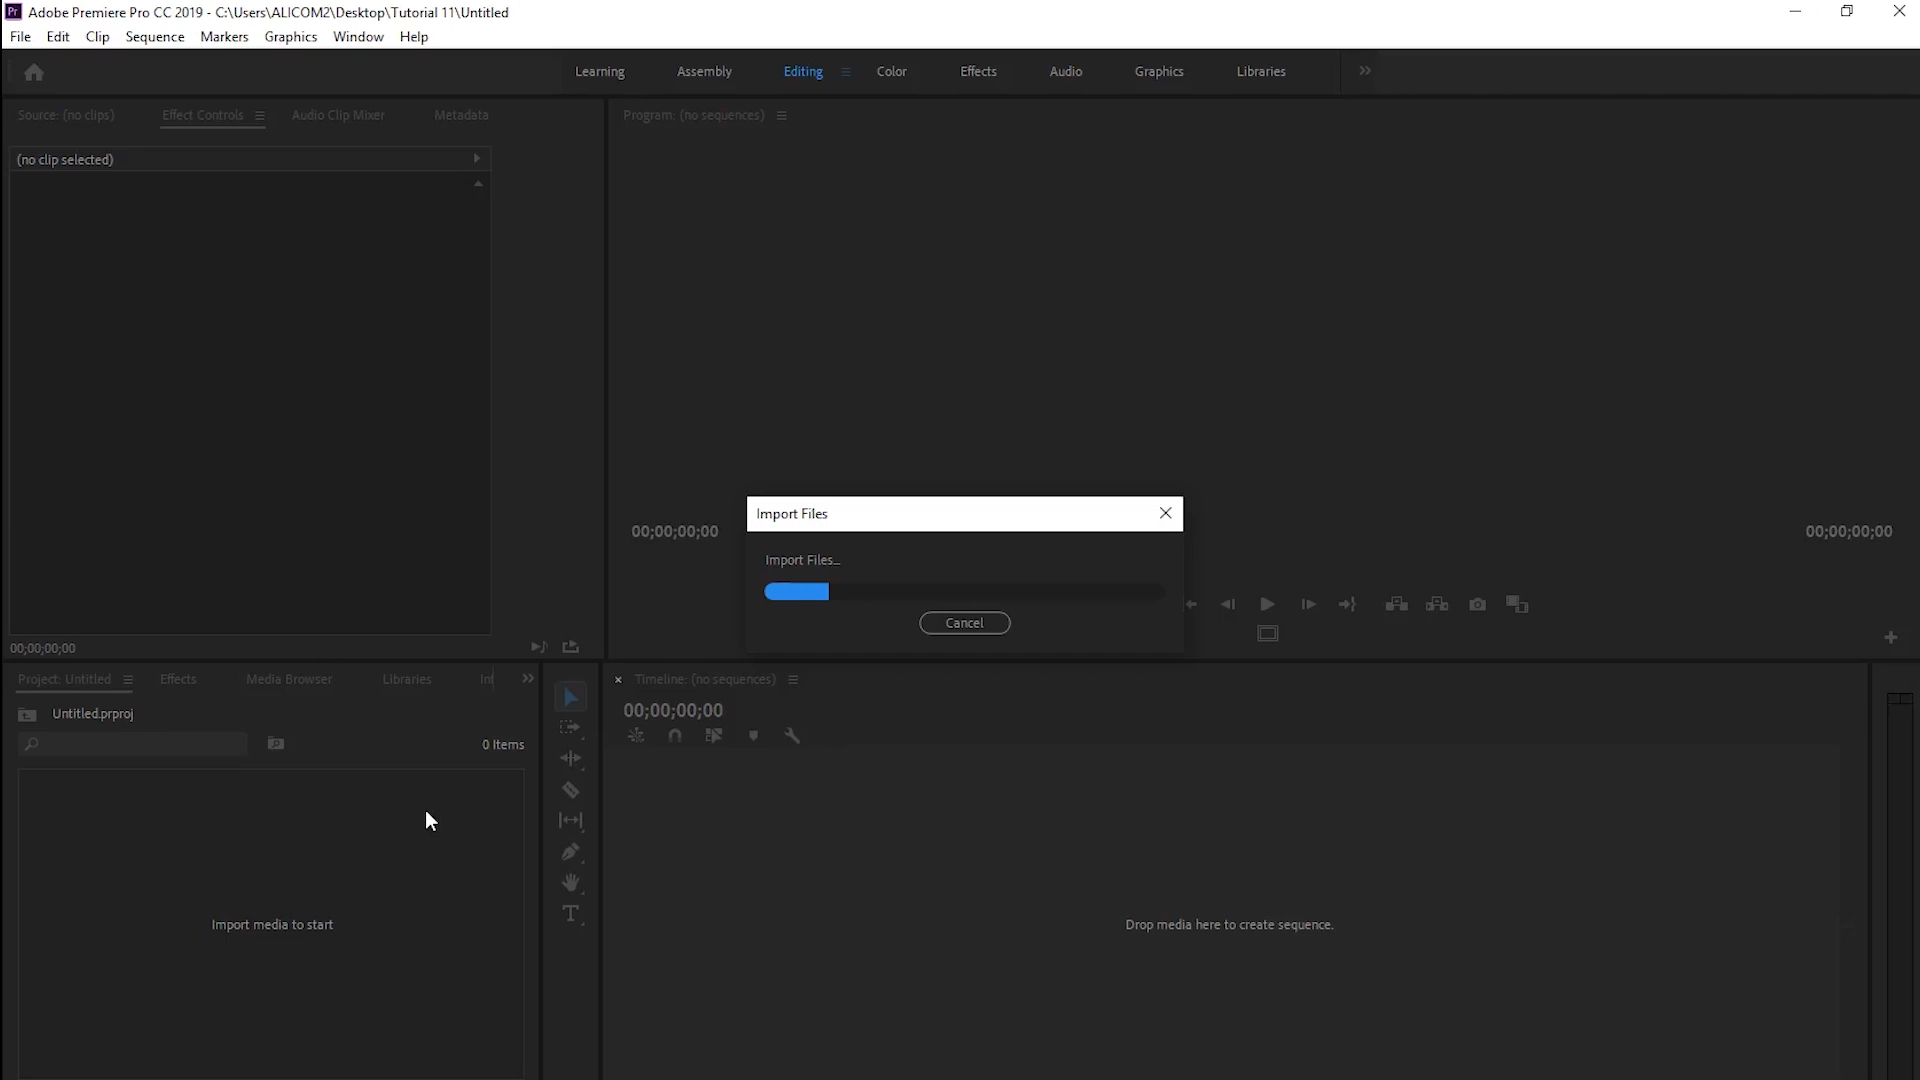 Pr Adobe Premiere Pro CC 2019 - C:\Users\ALICOM2\Desktop\Tutorial 11\Untitled
File Edit Clip Sequence Markers Graphics Window Help
Learning Assembly Editing Color Effects Audio Graphics Libraries
Source: (no clips) Effect Controls Audio Clip Mixer Metadata
Program: (no sequences)
(no clip selected)
Import Files
00;00;00;00
00;00;00;00
Import Files...
Cancel
00;00;00;00
Project: Untitled Effects Media Browser Libraries
Timeline: (no sequences)
Untitled.prproj
00;00;00;00
0 Items
Import media to start
Drop media here to create sequence.